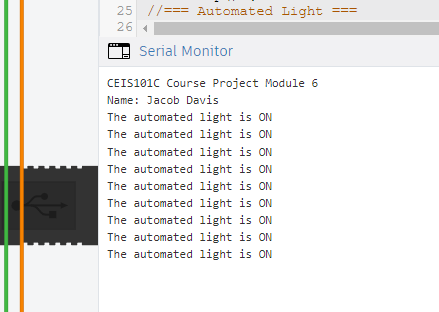 25 //=== Automated Light ===
26
Serial Monitor
CEIS101C Course Project Module 6
Name: Jacob Davis
The automated light is ON
The automated light is ON
The automated light is ON
The automated light is ON
The automated light is ON
The automated light is ON
The automated light is ON
The automated light is ON
The automated light is ON